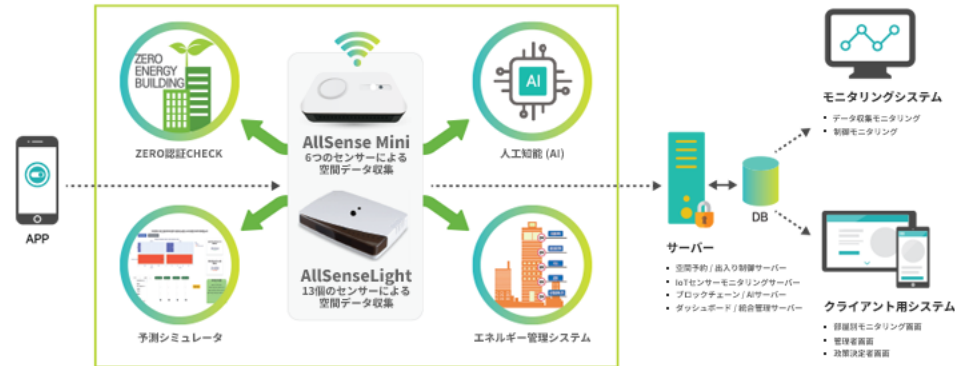 APP
ZERO
ENERGY
BUILDING
ZERO認証CHECK
予測シミュレータ
AllSense Mini
6つのセンサーによる
空間データ収集
AllSenseLight
13個のセンサーによる
空間データ収集
AI
人工知能 (AI)
エネルギー管理システム
サーバー
▪ 空間予約 / 出入り制御サーバー
▪ IoTセンサーモニタリングサーバー
▪ ブロックチェーン / AIサーバー
▪ ダッシュボード / 統合管理サーバー
DB
モニタリングシステム
▪ データ収集モニタリング
▪ 制御モニタリング
クライアント用システム
▪ 部屋別モニタリング画面
▪ 管理者画面
▪ 政策決定者画面